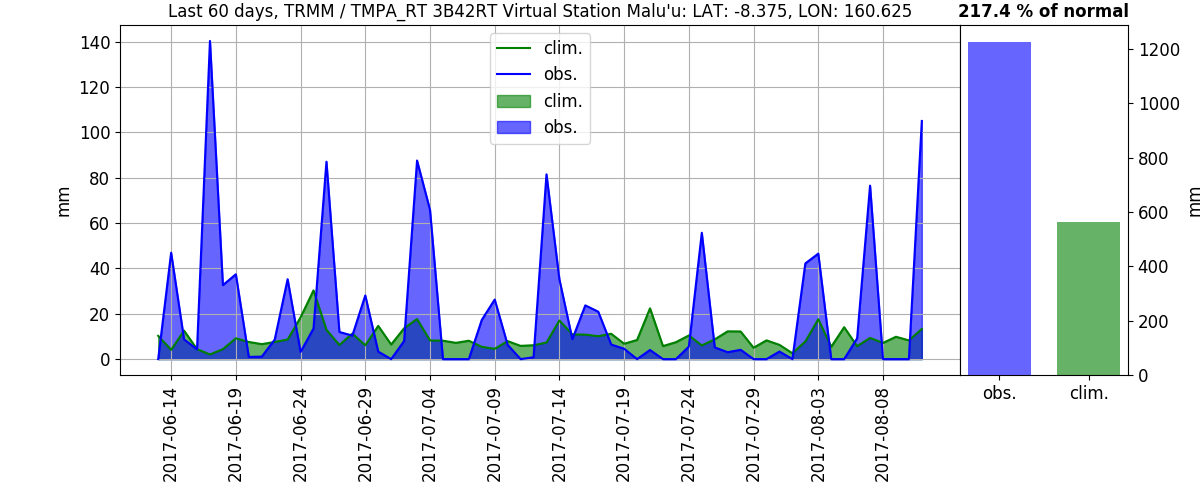 Last 60 days, TRMM / TMPA_RT 3B42RT Virtual Station Malu'u: LAT: -8.375, LON: 160.625
217.4 % of normal
clim.
obs.
clim.
obs.
mm
140
120
100
80
60
40
20
0
2017-06-14
2017-06-19
2017-06-24
2017-06-29
2017-07-04
2017-07-09
2017-07-14
2017-07-19
2017-07-24
2017-07-29
2017-08-03
2017-08-08
1200
1000
800
600
400
200
0
mm
obs.
clim.